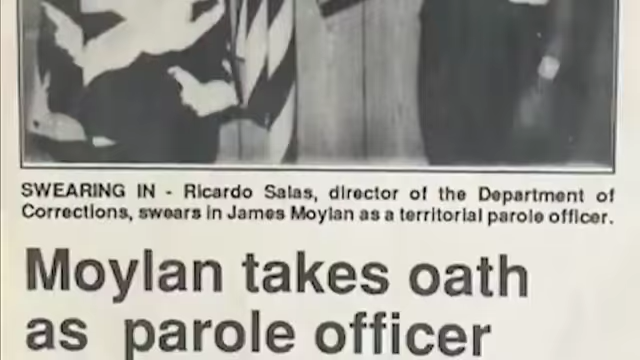 SWEARING IN - Ricardo Salas, director of the Department of
Corrections, swears in James Moylan as a territorial parole officer.
Moylan takes oath
as parole officer